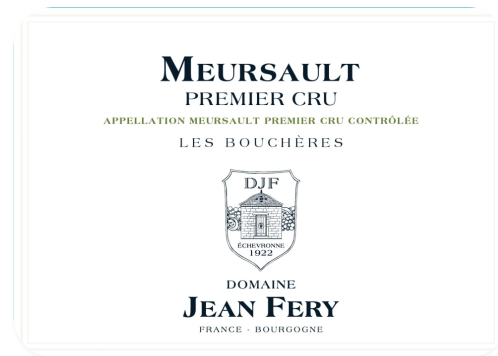 MEURSAULT
PREMIER CRU
APPELLATION MEURSAULT PREMIER CRU CONTRÔLÉE
LES BOUCHÈRES
DJF
ÉCHEVRONNE
1922
DOMAINE
JEAN FERY
FRANCE - BOURGOGNE